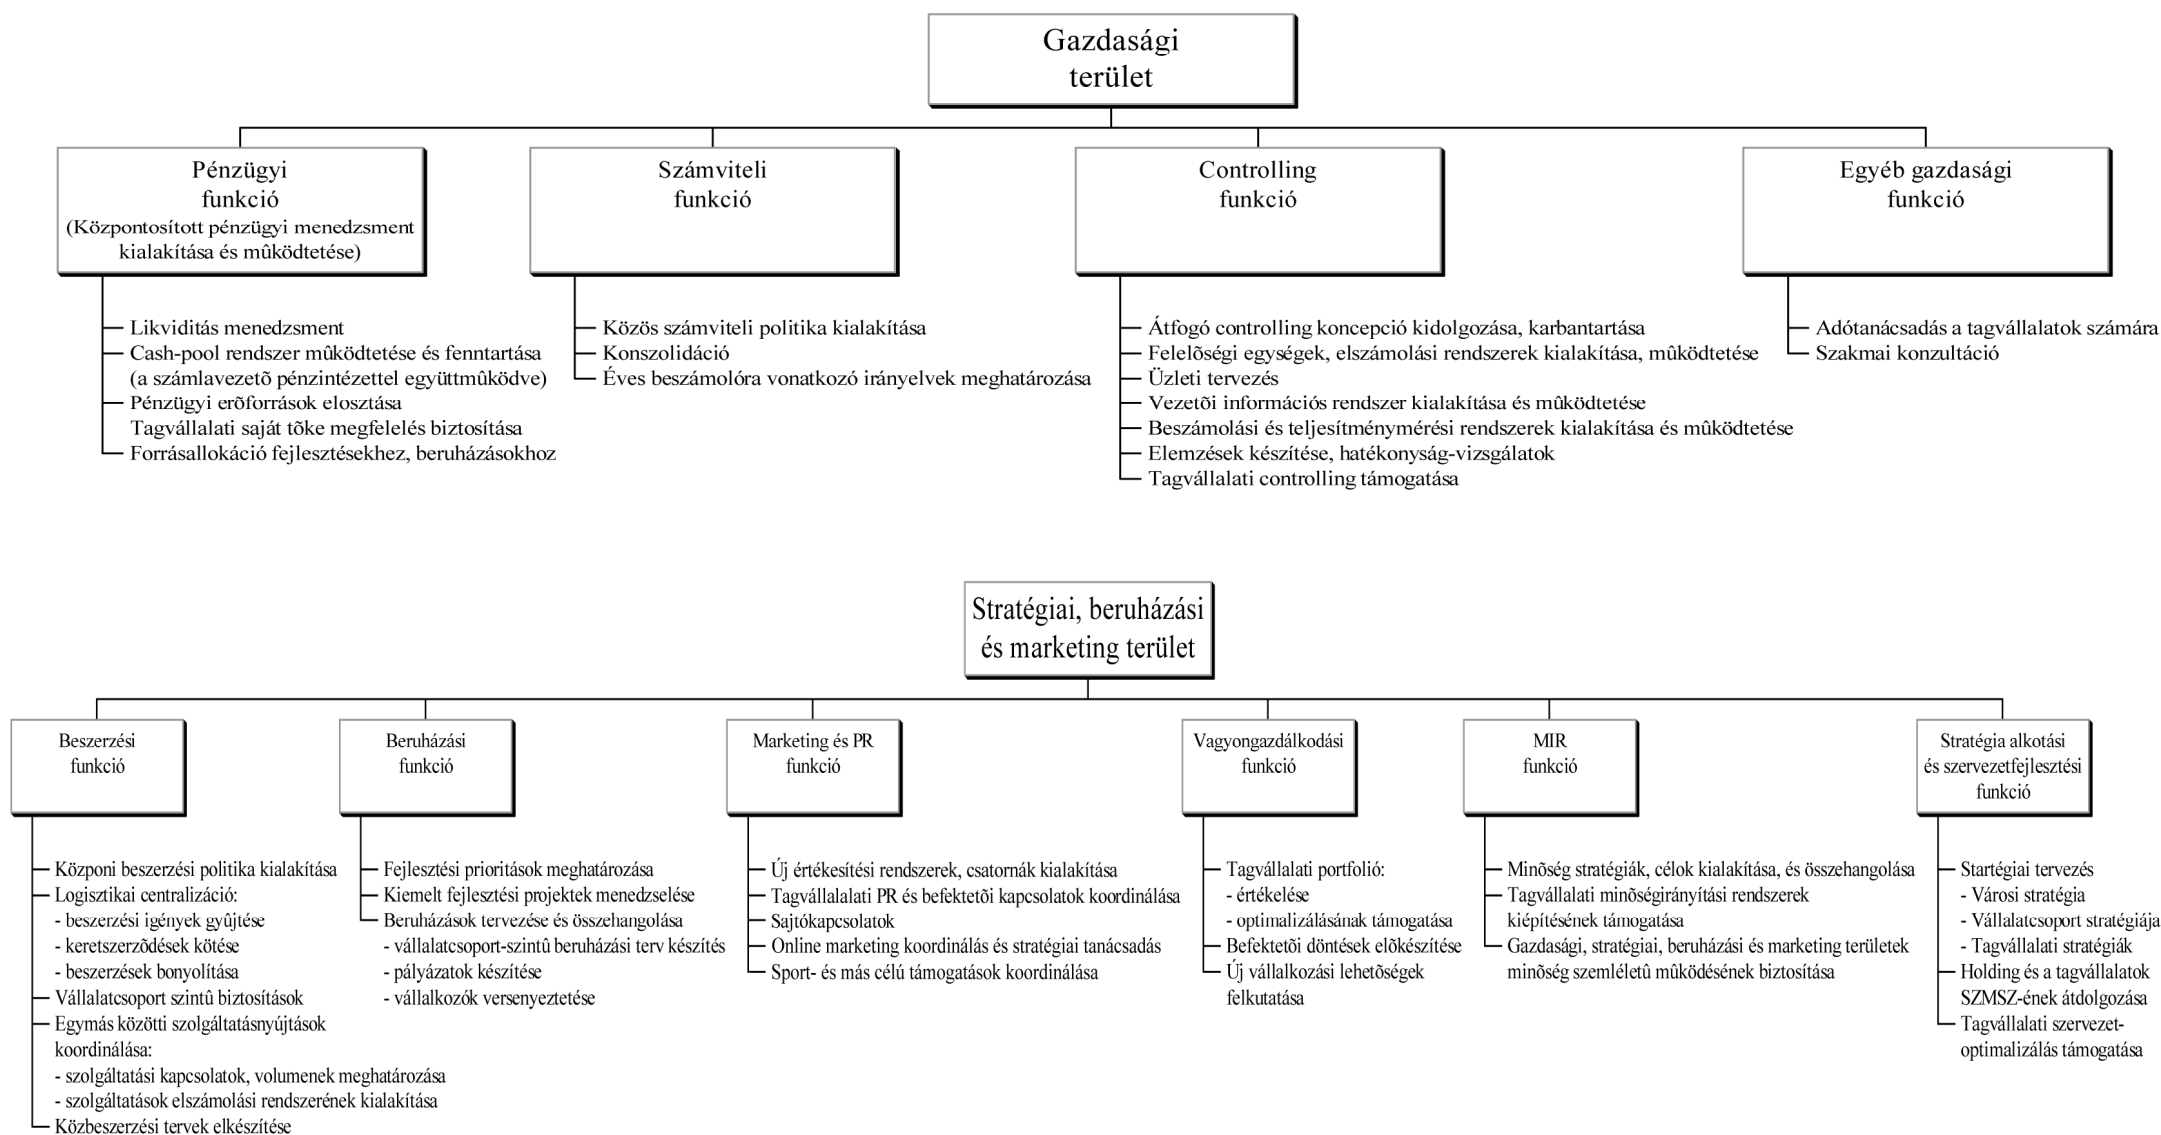 Gazdasági
terület
Pénzügyi
funkció
(Központosított pénzügyi menedzsment
kialakítása és mûködtetése)
Likviditás menedzsment
Cash-pool rendszer mûködtetése és fenntartása
(a számlavezetõ pénzintézettel együttmûködve)
Pénzügyi erõforrások elosztása
Tagvállalati saját tõke megfelelés biztosítása
Forrásallokáció fejlesztésekhez, beruházásokhoz
Számviteli
funkció
Közös számviteli politika kialakítása
Konszolidáció
Éves beszámolóra vonatkozó irányelvek meghatározása
Controlling
funkció
Átfogó controlling koncepció kidolgozása, karbantartása
Felelõségi egységek, elszámolási rendszerek kialakítása, mûködtetése
Üzleti tervezés
Vezetõi információs rendszer kialakítása és mûködtetése
Beszámolási és teljesítménymérési rendszerek kialakítása és mûködtetése
Elemzések készítése, hatékonyság-vizsgálatok
Tagvállalati controlling támogatása
Egyéb gazdasági
funkció
Adótanácsadás a tagvállalatok számára
Szakmai konzultáció
Stratégiai, beruházási
és marketing terület
Beszerzési
funkció
Közponi beszerzési politika kialakítása
Logisztikai centralizáció:
- beszerzési igények gyûjtése
- keretszerzõdések kötése
- beszerzések bonyolítása
Vállalatcsoport szintû biztosítások
Egymás közötti szolgáltatásnyújtások
koordinálása:
- szolgáltatási kapcsolatok, volumenek meghatározása
- szolgáltatások elszámolási rendszerének kialakítása
Közbeszerzési tervek elkészítése
Beruházási
funkció
Fejlesztési prioritások meghatározása
Kiemelt fejlesztési projektek menedzselése
Beruházások tervezése és összehangolása
- vállalatcsoport-szintû beruházási terv készítés
- pályázatok készítése
- vállalkozók versenyeztetése
Marketing és PR
funkció
Új értékesítési rendszerek, csatornák kialakítása
Tagvállalalati PR és befektetõi kapcsolatok koordinálása
Sajtókapcsolatok
Online marketing koordinálás és stratégiai tanácsadás
Sport- és más célú támogatások koordinálása
Vagyongazdálkodási
funkció
Tagvállalati portfolió:
- értékelése
- optimalizálásának támogatása
Befektetõi döntések elõkészítése
Új vállalkozási lehetõségek
felkutatása
MIR
funkció
Minõség stratégiák, célok kialakítása, és összehangolása
Tagvállalati minõségirányítási rendszerek
kiépítésének támogatása
Gazdasági, stratégiai, beruházási és marketing területek
minõség szemléletû mûködésének biztosítása
Stratégia alkotási
és szervezetfejlesztési
funkció
Startégiai tervezés
- Városi stratégia
- Vállalatcsoport stratégiája
- Tagvállalati stratégiák
Holding és a tagvállalatok
SZMSZ-ének átdolgozása
Tagvállalati szervezet-
optimalizálás támogatása